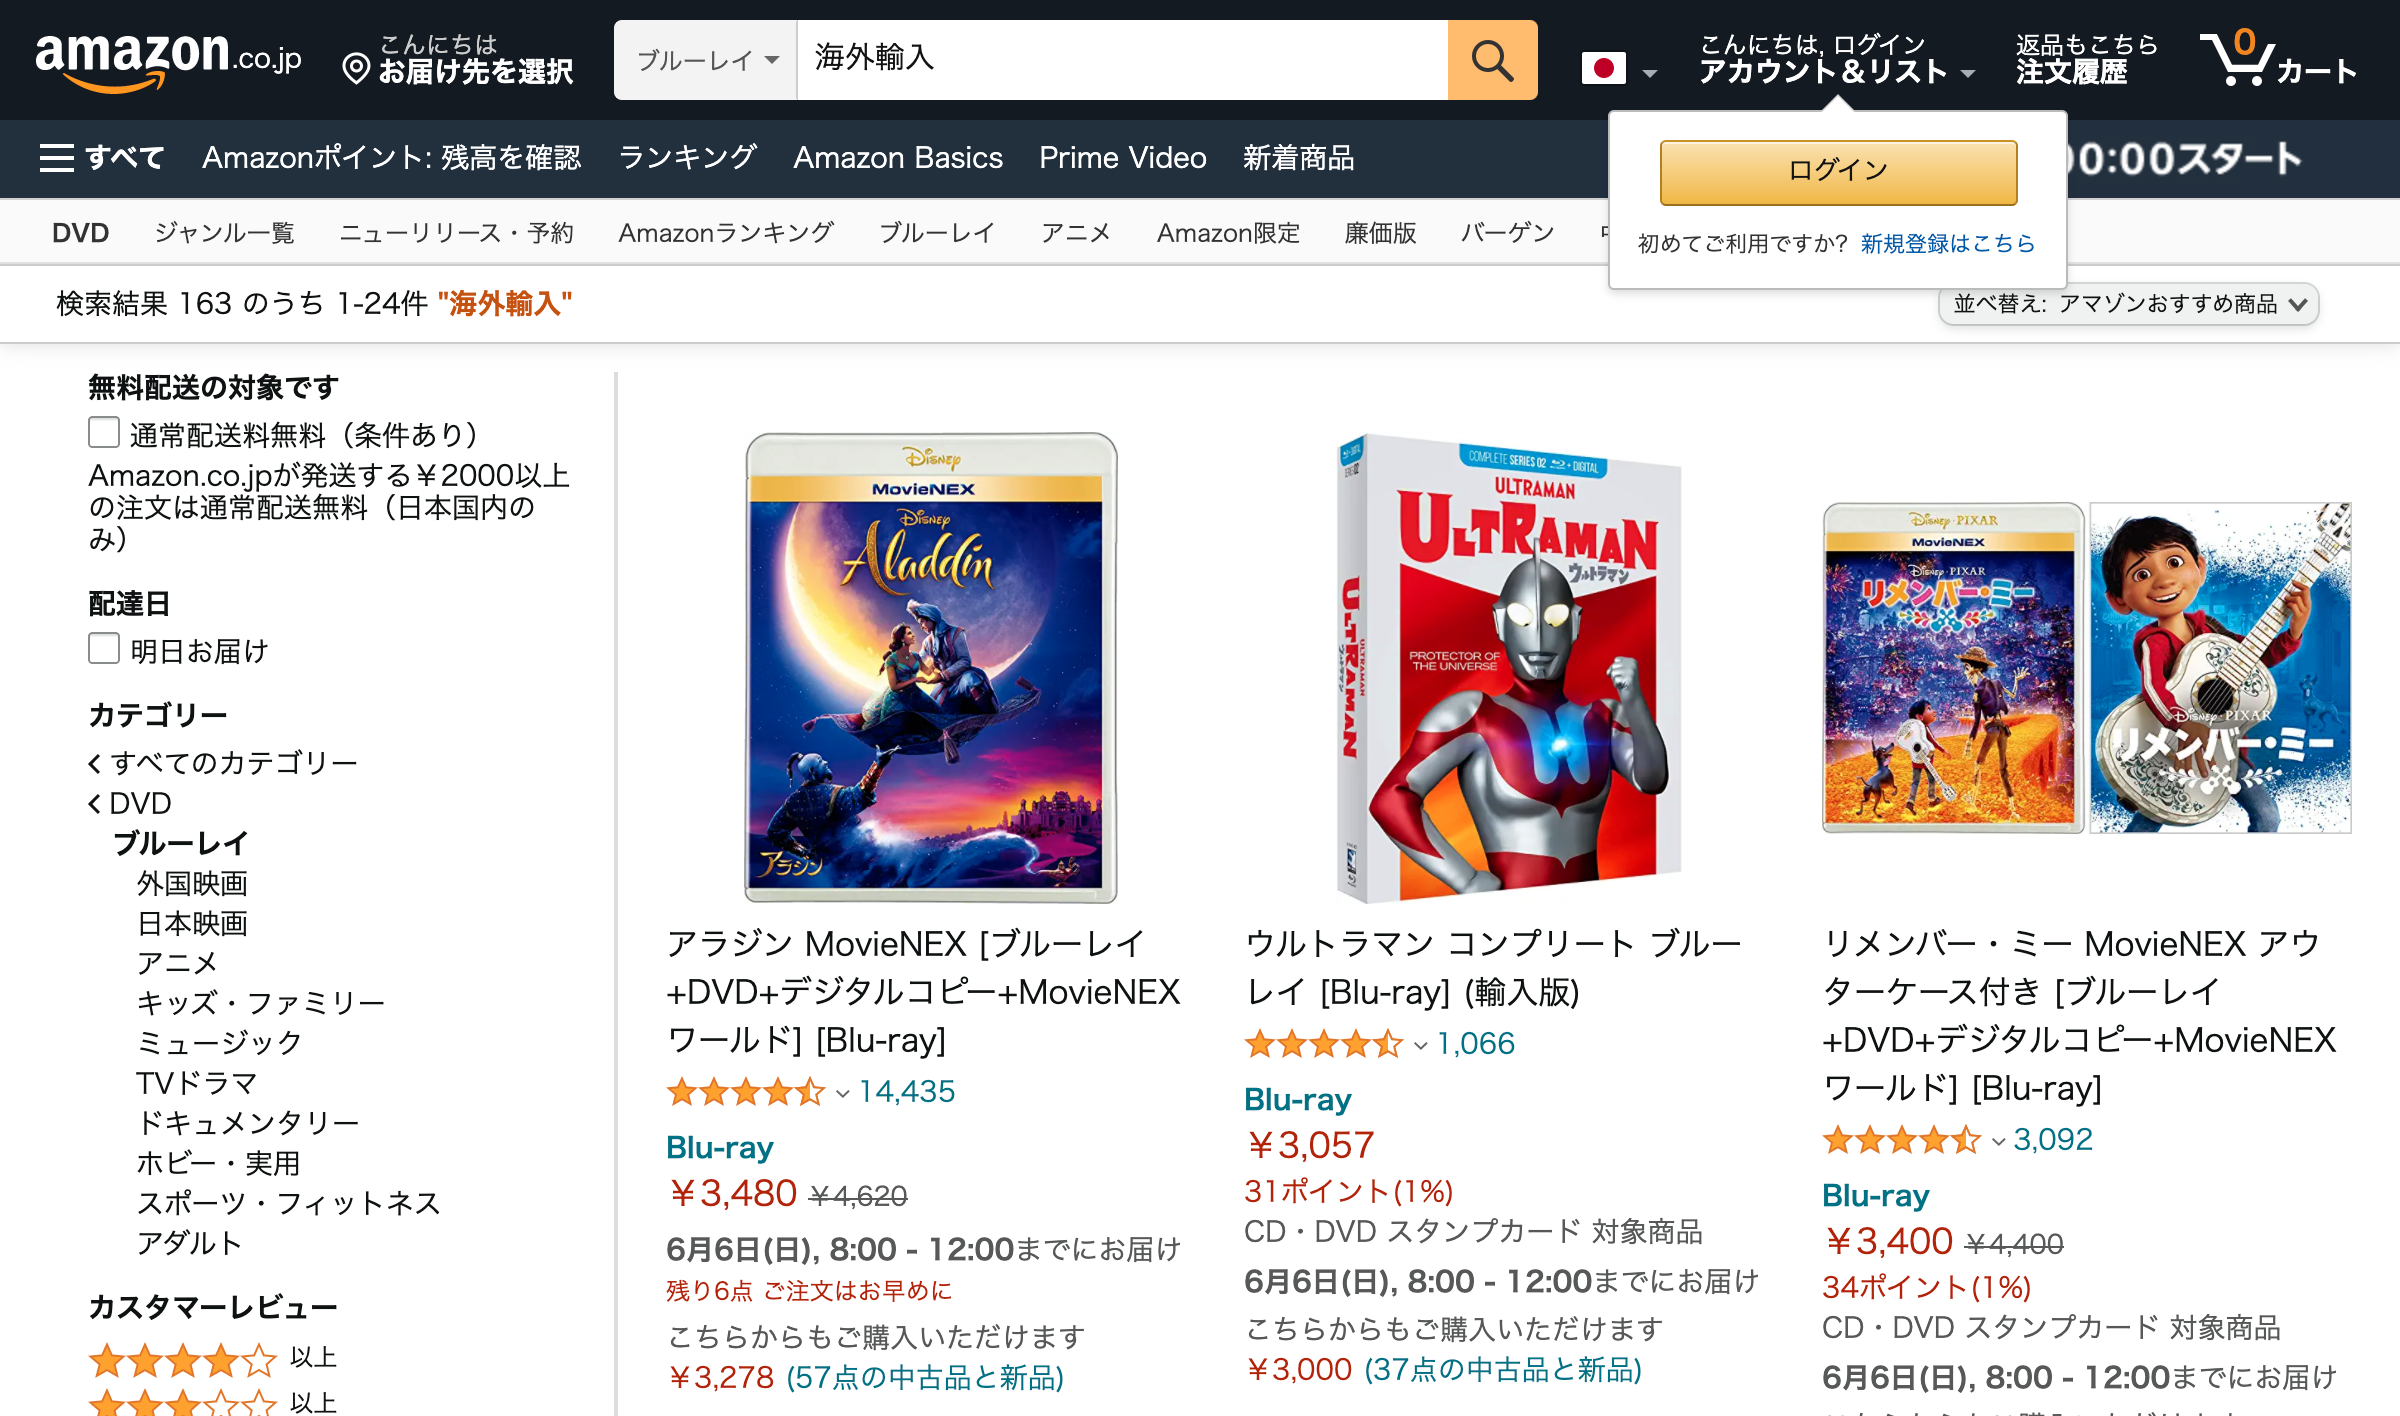 amazon.co.jp
こんにちは
お届け先を選択
ブルーレイ
海外輸入
こんにちは, ログイン
アカウント&リスト
返品もこちら
注文履歴
0
カート
すべて
Amazonポイント: 残高を確認
ランキング
Amazon Basics
Prime Video
新着商品
00:00スタート
ログイン
初めてご利用ですか? 新規登録はこちら
DVD
ジャンル一覧
ニューリリース・予約
Amazonランキング
ブルーレイ
アニメ
Amazon限定
廉価版
バーゲン
検索結果 163 のうち 1-24件 "海外輸入"
並べ替え: アマゾンおすすめ商品
無料配送の対象です
通常配送料無料（条件あり）
Amazon.co.jpが発送する￥2000以上
の注文は通常配送無料（日本国内の
み）
配達日
明日お届け
カテゴリー
すべてのカテゴリー
DVD
ブルーレイ
外国映画
日本映画
アニメ
キッズ・ファミリー
ミュージック
TVドラマ
ドキュメンタリー
ホビー・実用
スポーツ・フィットネス
アダルト
カスタマーレビュー
以上
以上
Disney
MovieNEX
Disney
Aladdin
アラジン
アラジン MovieNEX [ブルーレイ
+DVD+デジタルコピー+MovieNEX
ワールド] [Blu-ray]
14,435
Blu-ray
￥3,480 ￥4,620
6月6日(日), 8:00 - 12:00までにお届け
残り6点 ご注文はお早めに
こちらからもご購入いただけます
￥3,278 (57点の中古品と新品)
COMPLETE SERIES 02 + DIGITAL
ULTRAMAN
ULTRAMAN
ウルトラマン
PROTECTOR OF
THE UNIVERSE
ULTRAMAN
ULTRAMAN
ウルトラマン コンプリート ブルー
レイ [Blu-ray] (輸入版)
1,066
Blu-ray
￥3,057
31ポイント(1%)
CD・DVD スタンプカード 対象商品
6月6日(日), 8:00 - 12:00までにお届け
こちらからもご購入いただけます
￥3,000 (37点の中古品と新品)
Disney・PIXAR
MovieNEX
Disney・PIXAR
リメンバー・ミー
Disney・PIXAR
リメンバー・ミー
リメンバー・ミー MovieNEX アウ
ターケース付き [ブルーレイ
+DVD+デジタルコピー+MovieNEX
ワールド] [Blu-ray]
3,092
Blu-ray
￥3,400 ￥4,400
34ポイント(1%)
CD・DVD スタンプカード 対象商品
6月6日(日), 8:00 - 12:00までにお届け